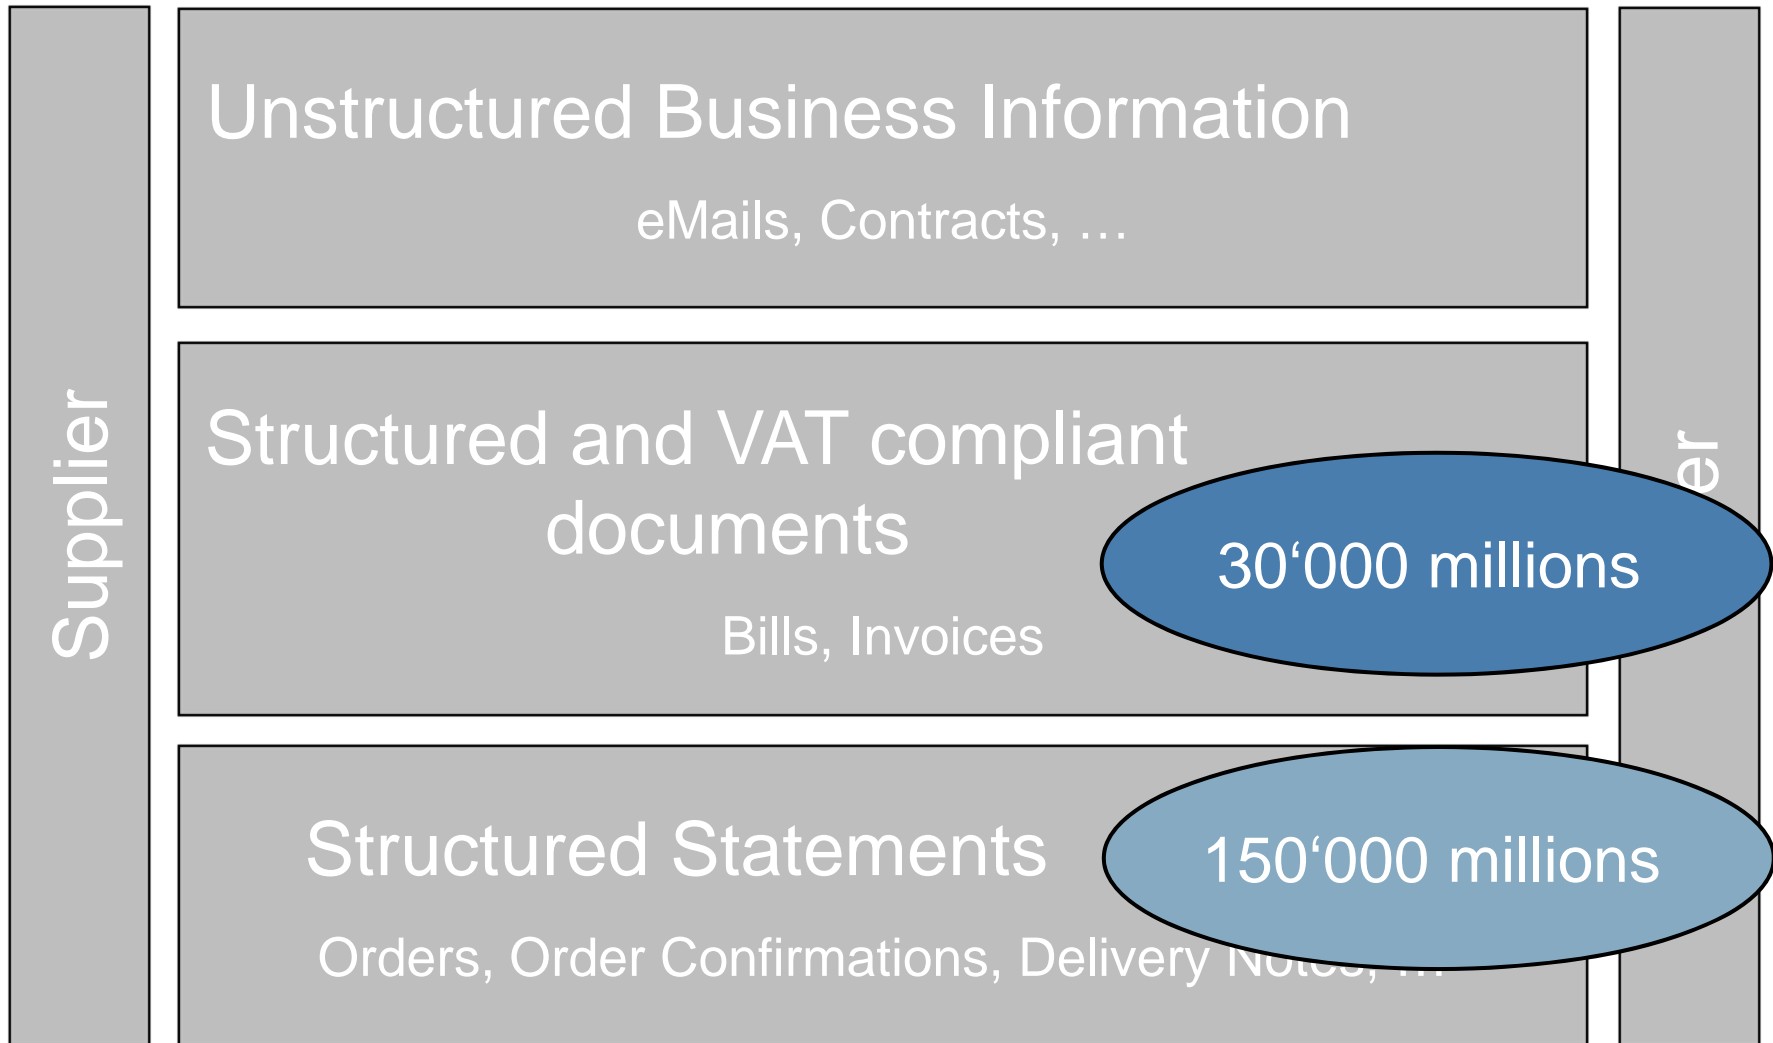 Supplier
Unstructured Business Information
eMails, Contracts, …
Structured and VAT compliant
documents
30‘000 millions
Bills, Invoices
Structured Statements
150‘000 millions
Orders, Order Confirmations, Delivery Notes, …